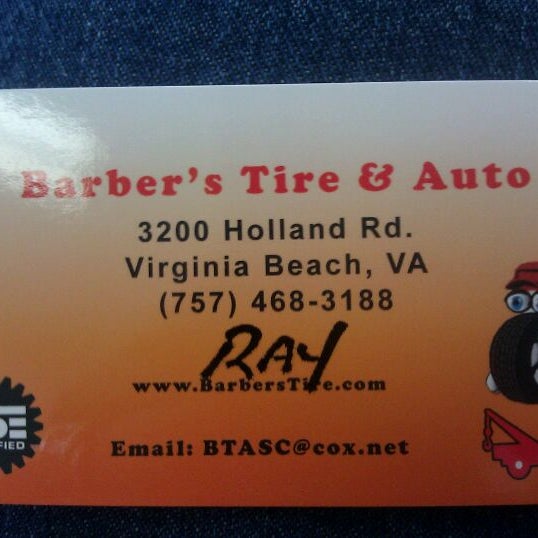 Barber's Tire & Auto
3200 Holland Rd.
Virginia Beach, VA
(757) 468-3188
RAY
www.BarbersTire.com
Email: BTASC@cox.net